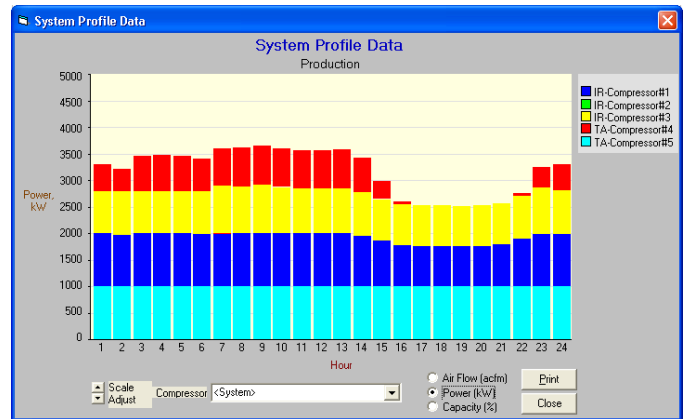 System Profile Data
System Profile Data
Production
5000
4500
4000
3500
3000
2500
2000
1500
1000
500
0
Power,
kW
1 2 3 4 5 6 7 8 9 10 11 12 13 14 15 16 17 18 19 20 21 22 23 24
Hour
IR-Compressor#1
IR-Compressor#2
IR-Compressor#3
TA-Compressor#4
TA-Compressor#5
Scale
Adjust
Compressor <System>
Air Flow (acfm)
Power (kW)
Capacity (%)
Print
Close